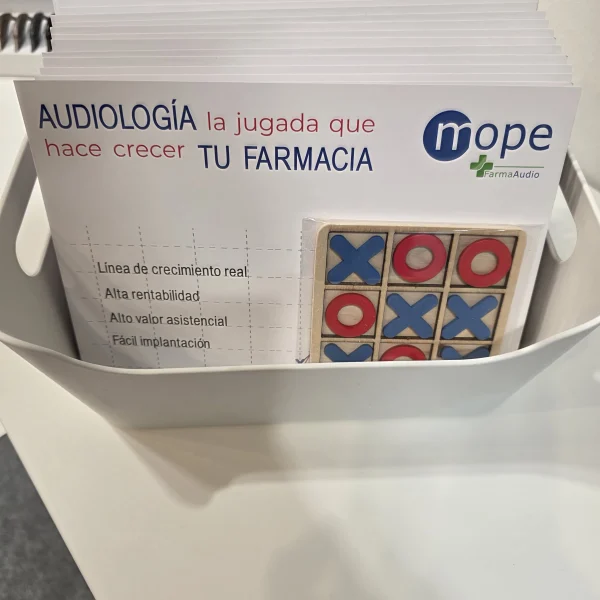 AUDIOLOGÍA la jugada que
hace crecer TU FARMACIA
mope
FarmaAudio
Línea de crecimiento real
Alta rentabilidad
Alto valor asistencial
Fácil implantación
X O O
O X X
X O X